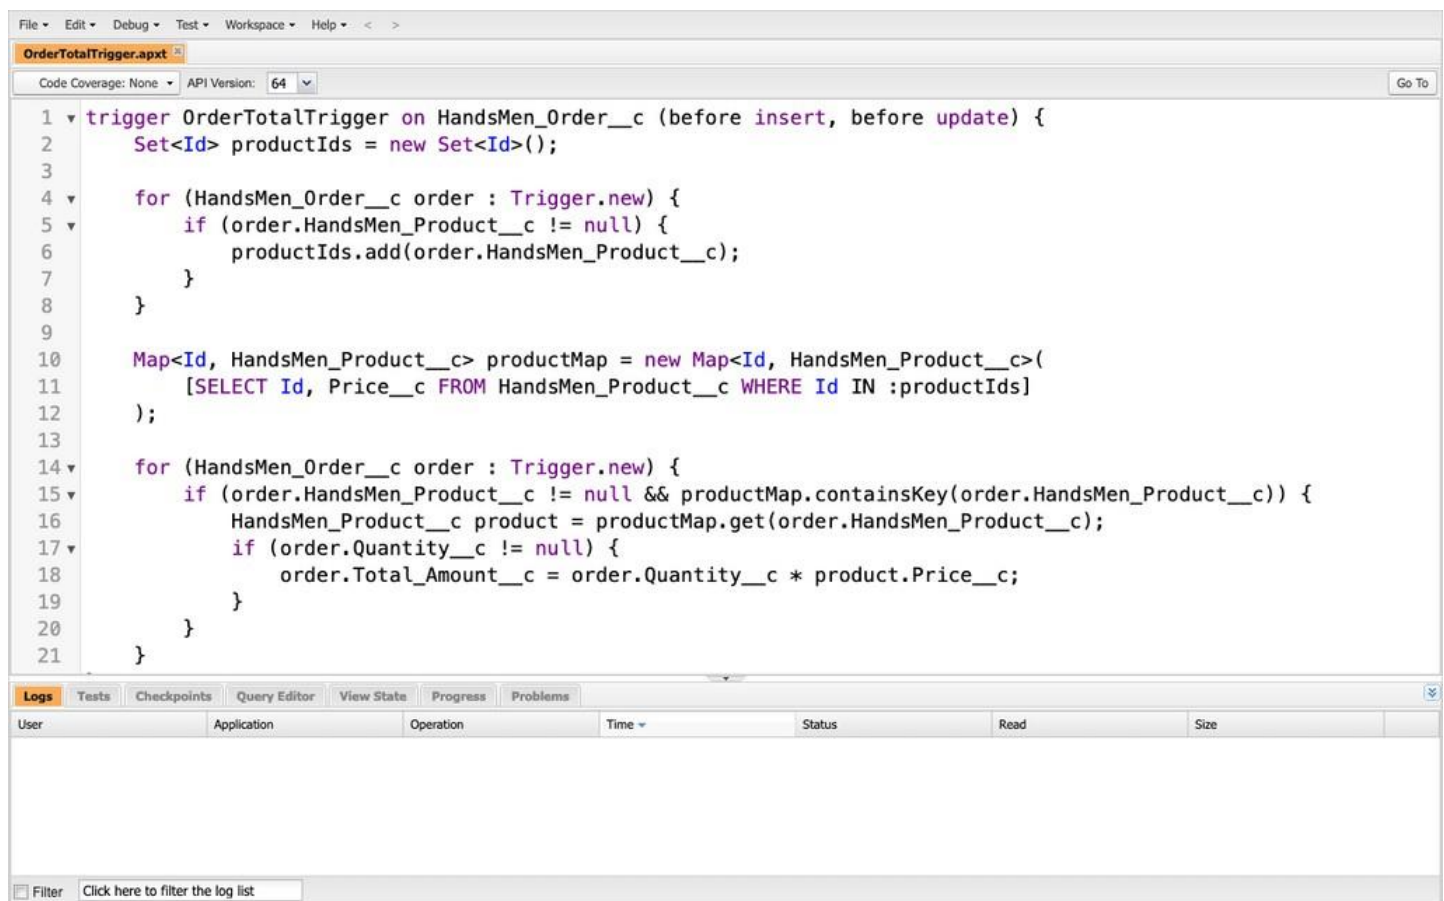 File Edit Debug Test Workspace Help < >
OrderTotalTrigger.apxt
Code Coverage: None API Version: 64 Go To
1 trigger OrderTotalTrigger on HandsMen_Order__c (before insert, before update) {
2 Set<Id> productIds = new Set<Id>();
3
4 for (HandsMen_Order__c order : Trigger.new) {
5 if (order.HandsMen_Product__c != null) {
6 productIds.add(order.HandsMen_Product__c);
7 }
8 }
9
10 Map<Id, HandsMen_Product__c> productMap = new Map<Id, HandsMen_Product__c>(
11 [SELECT Id, Price__c FROM HandsMen_Product__c WHERE Id IN :productIds]
12 );
13
14 for (HandsMen_Order__c order : Trigger.new) {
15 if (order.HandsMen_Product__c != null && productMap.containsKey(order.HandsMen_Product__c)) {
16 HandsMen_Product__c product = productMap.get(order.HandsMen_Product__c);
17 if (order.Quantity__c != null) {
18 order.Total_Amount__c = order.Quantity__c * product.Price__c;
19 }
20 }
21 }
Logs Tests Checkpoints Query Editor View State Progress Problems
User Application Operation Time Status Read Size
Filter Click here to filter the log list